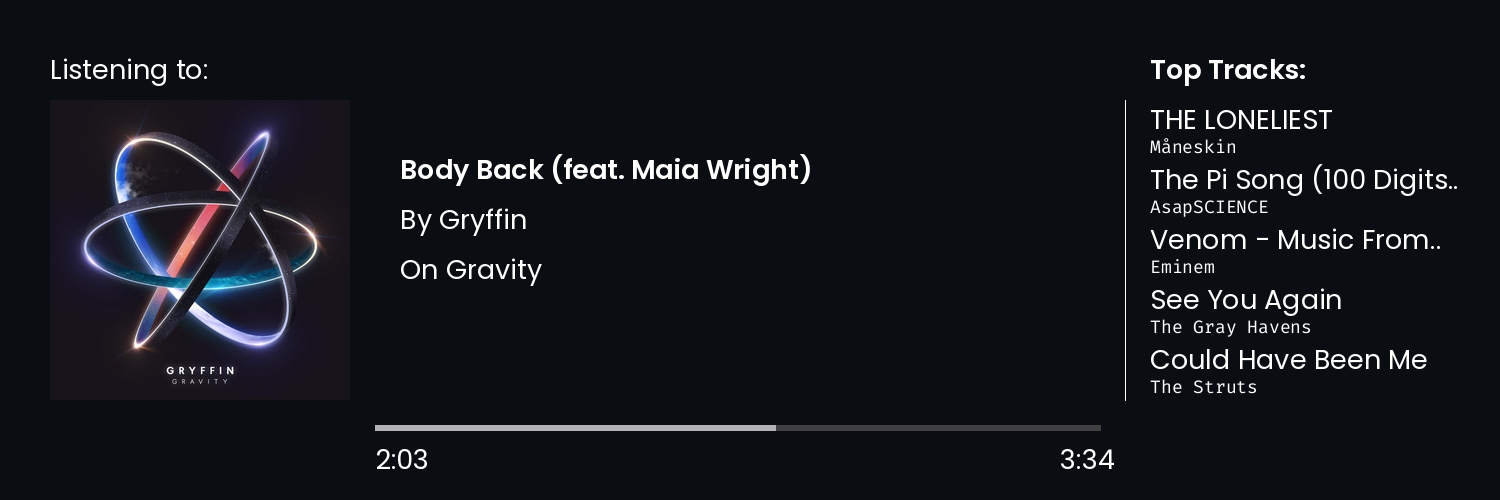 Listening to:
GRYFFIN
GRAVITY
Body Back (feat. Maia Wright)
By Gryffin
On Gravity
2:03
3:34
Top Tracks:
THE LONELIEST
Måneskin
The Pi Song (100 Digits..
AsapSCIENCE
Venom - Music From..
Eminem
See You Again
The Gray Havens
Could Have Been Me
The Struts